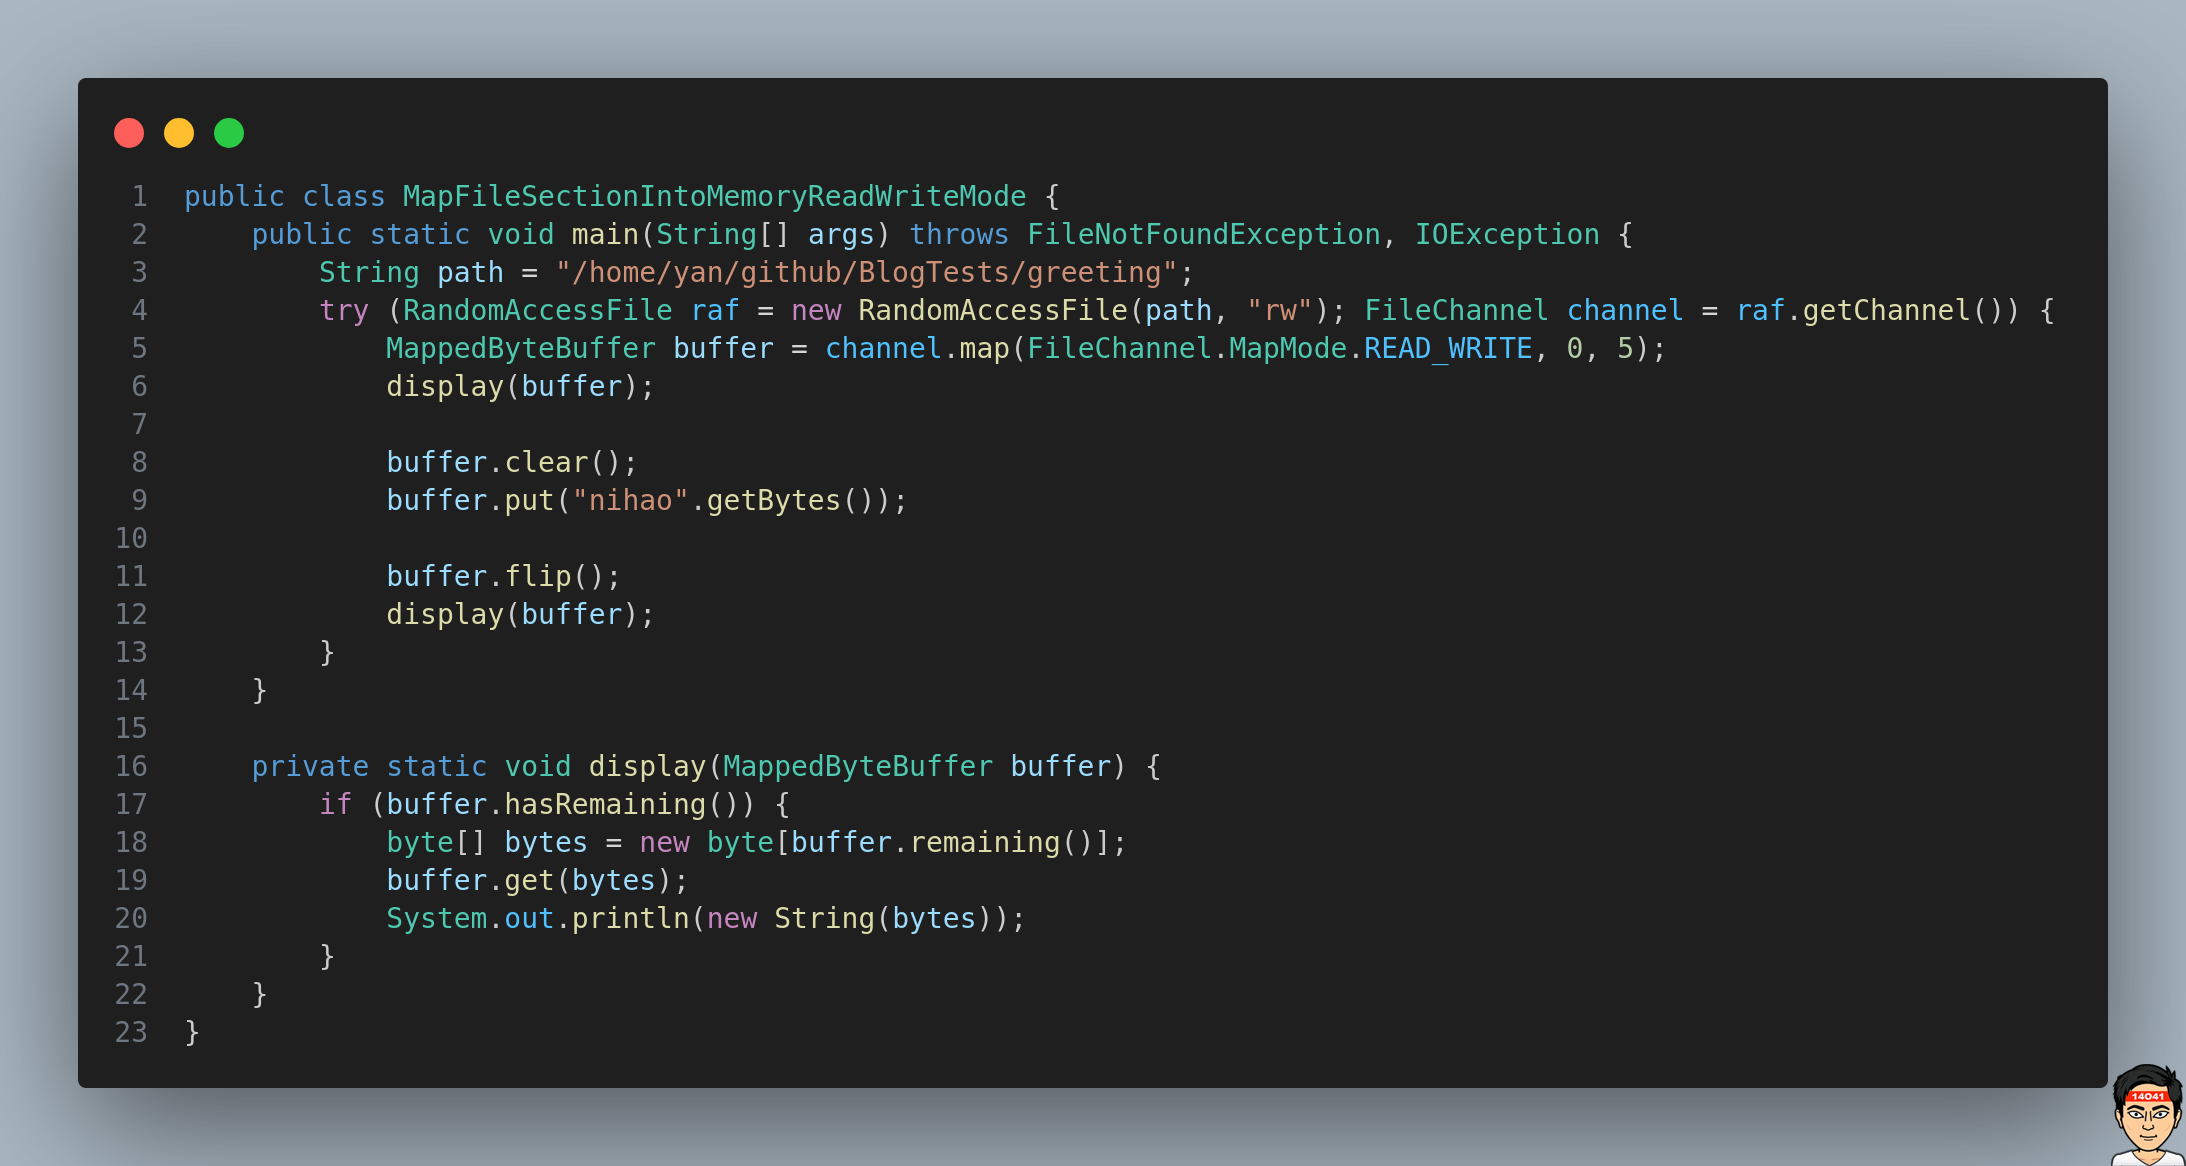 1 public class MapFileSectionIntoMemoryReadWriteMode {
2     public static void main(String[] args) throws FileNotFoundException, IOException {
3         String path = "/home/yan/github/BlogTests/greeting";
4         try (RandomAccessFile raf = new RandomAccessFile(path, "rw"); FileChannel channel = raf.getChannel()) {
5             MappedByteBuffer buffer = channel.map(FileChannel.MapMode.READ_WRITE, 0, 5);
6             display(buffer);
7
8             buffer.clear();
9             buffer.put("nihao".getBytes());
10
11             buffer.flip();
12             display(buffer);
13         }
14     }
15
16     private static void display(MappedByteBuffer buffer) {
17         if (buffer.hasRemaining()) {
18             byte[] bytes = new byte[buffer.remaining()];
19             buffer.get(bytes);
20             System.out.println(new String(bytes));
21         }
22     }
23 }
14041